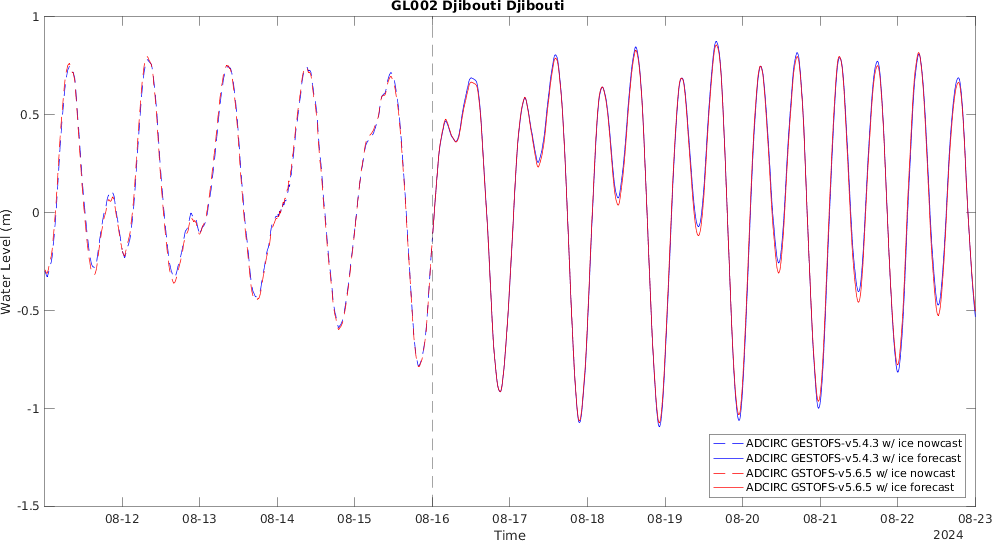 GL002 Djibouti Djibouti
1
0.5
0
-0.5
-1
-1.5
Water Level (m)
08-12 08-13 08-14 08-15 08-16 08-17 08-18 08-19 08-20 08-21 08-22 08-23
Time
2024
ADCIRC GESTOFS-v5.4.3 w/ ice nowcast
ADCIRC GESTOFS-v5.4.3 w/ ice forecast
ADCIRC GSTOFS-v5.6.5 w/ ice nowcast
ADCIRC GSTOFS-v5.6.5 w/ ice forecast